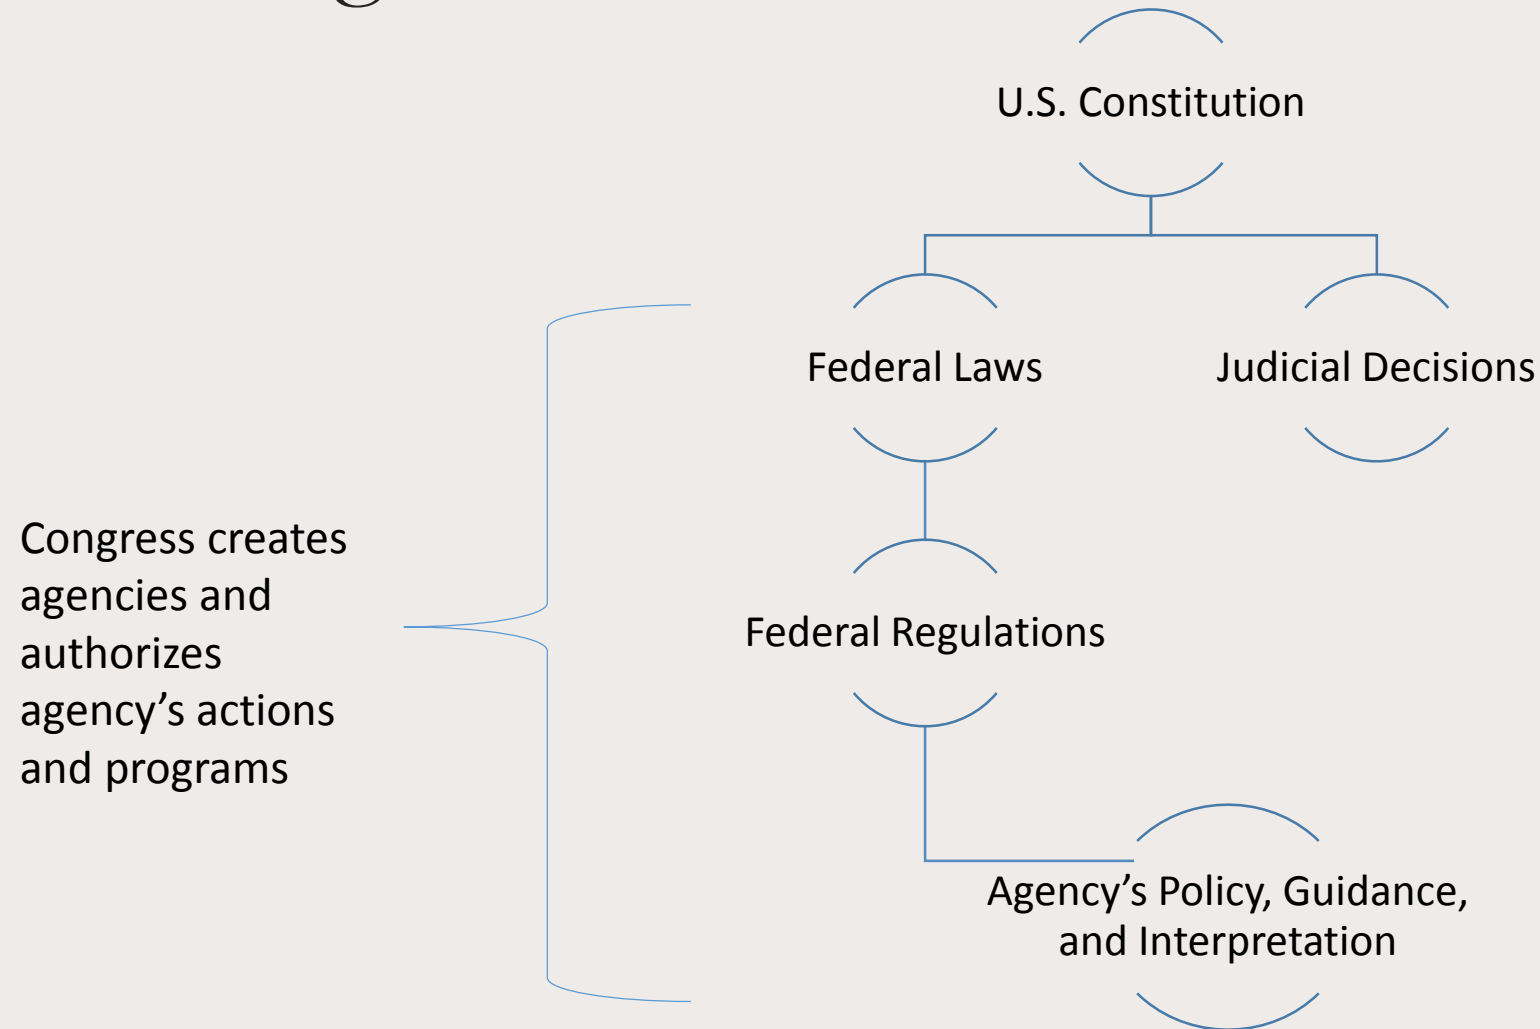 U.S. Constitution
Federal Laws
Judicial Decisions
Congress creates
agencies and
authorizes
agency’s actions
and programs
Federal Regulations
Agency’s Policy, Guidance,
and Interpretation